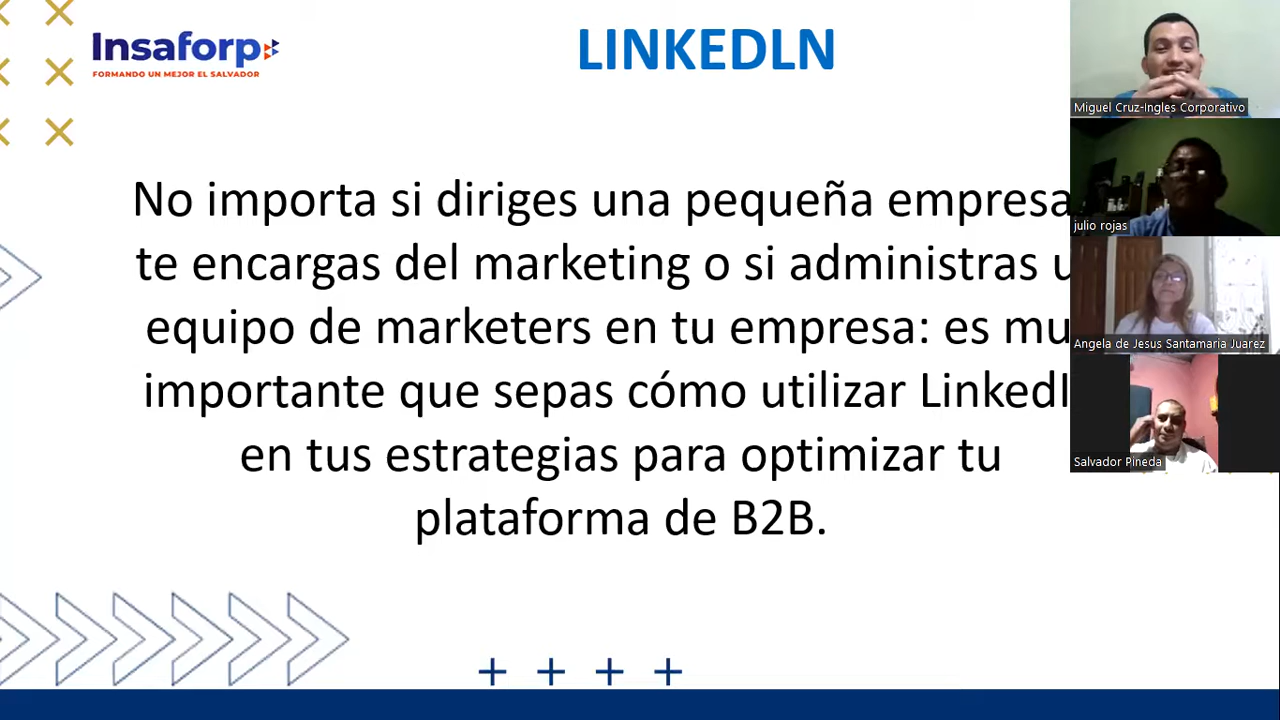 Insaforp
FORMANDO UN MEJOR EL SALVADOR
LINKEDLN
No importa si diriges una pequeña empresa
te encargas del marketing o si administras u
equipo de marketers en tu empresa: es mu
importante que sepas cómo utilizar LinkedI
en tus estrategias para optimizar tu
plataforma de B2B.
Miguel Cruz-Ingles Corporativo
julio rojas
Angela de Jesus Santamaria Juarez
Salvador Pineda